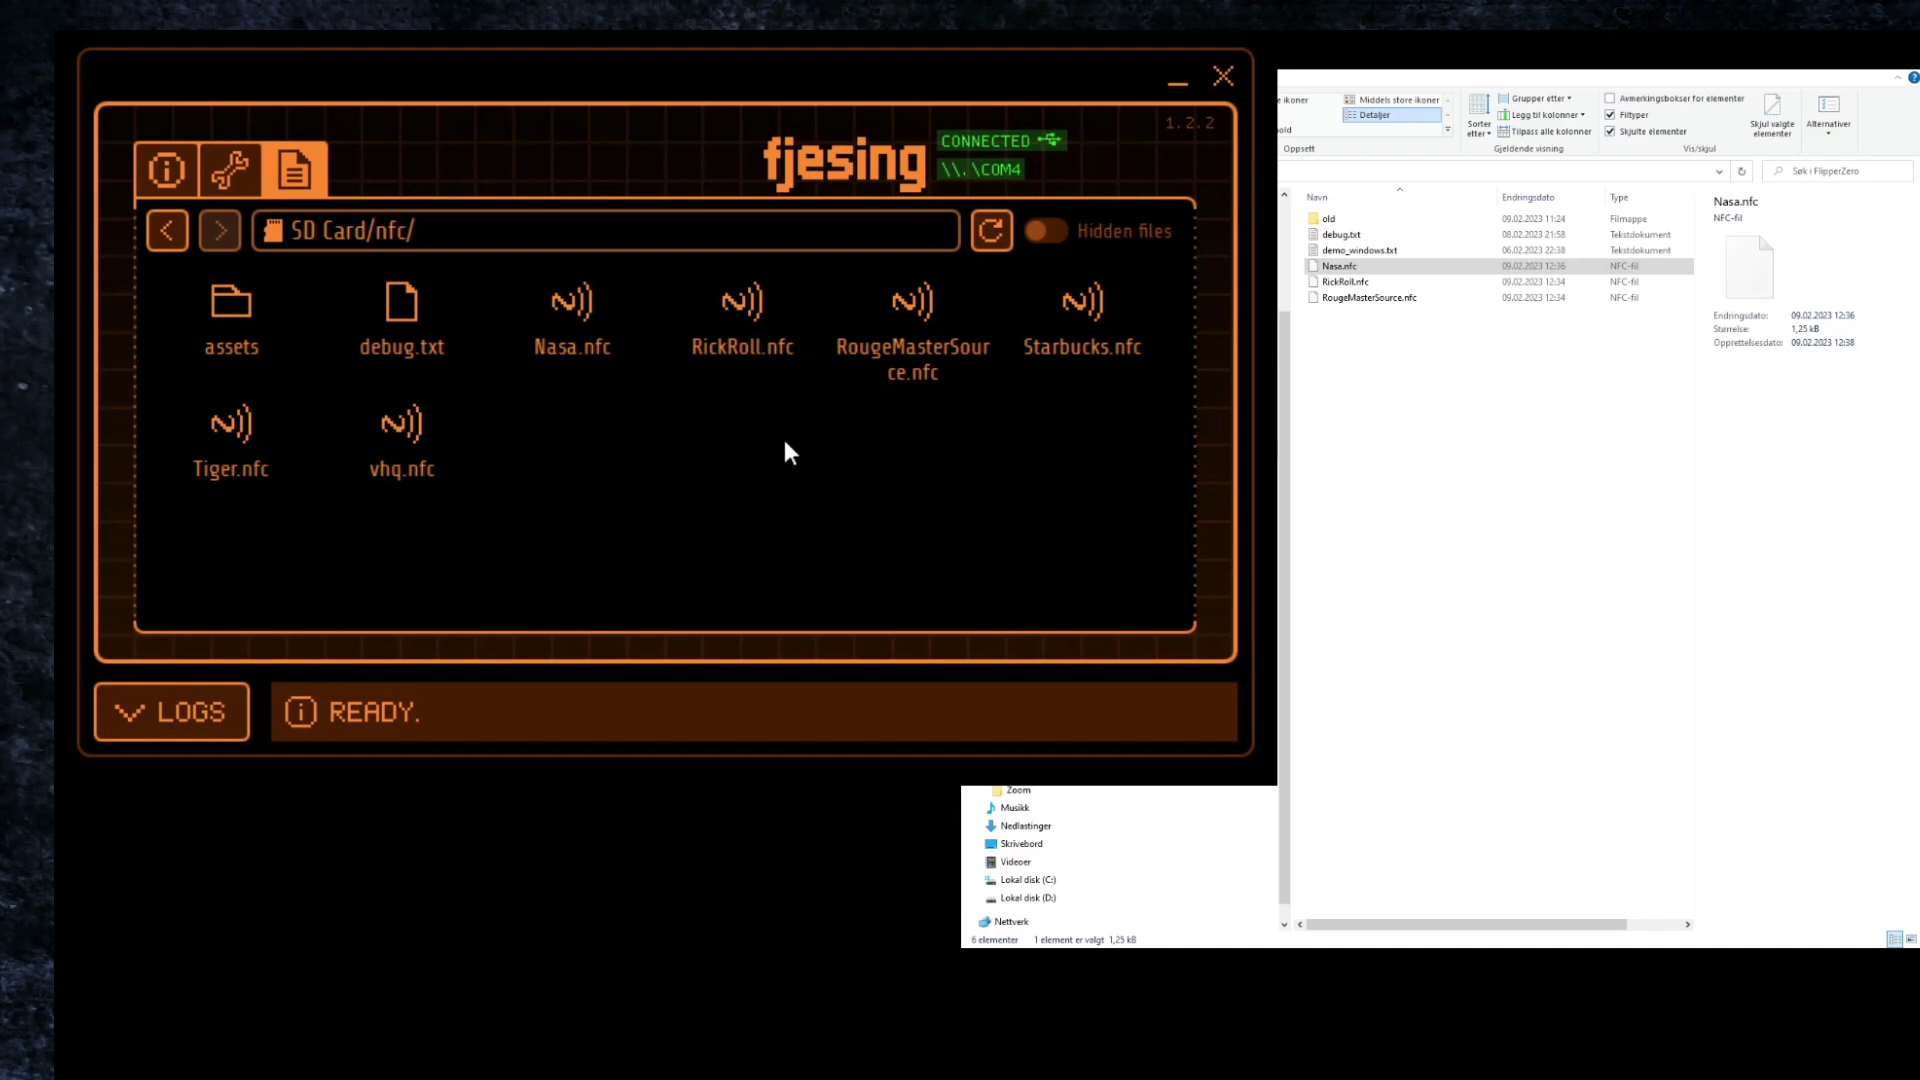 1.2.2
fjesing
CONNECTED
\\.\COM4
SD Card/nfc/
Hidden files
assets
debug.txt
Nasa.nfc
RickRoll.nfc
RougeMasterSour
ce.nfc
Starbucks.nfc
Tiger.nfc
vhq.nfc
LOGS
READY.
e ikoner
Middels store ikoner
Detaljer
old
Oppsett
Sorter
etter
Grupper etter
Legg til kolonner
Tilpass alle kolonner
Gjeldende visning
Avmerkingsbokser for elementer
Filtyper
Skjulte elementer
Skjul valgte
elementer
Vis/skjul
Alternativer
Søk i FlipperZero
Navn Endringsdato Type
old 09.02.2023 11:24 Filmappe
debug.txt 08.02.2023 21:58 Tekstdokument
demo_windows.txt 06.02.2023 22:38 Tekstdokument
Nasa.nfc 09.02.2023 12:36 NFC-fil
RickRoll.nfc 09.02.2023 12:34 NFC-fil
RougeMasterSource.nfc 09.02.2023 12:34 NFC-fil
Nasa.nfc
NFC-fil
Endringsdato: 09.02.2023 12:36
Størrelse: 1,25 kB
Opprettelsesdato: 09.02.2023 12:38
Zoom
Musikk
Nedlastinger
Skrivebord
Videoer
Lokal disk (C:)
Lokal disk (D:)
Nettverk
6 elementer 1 element er valgt 1,25 kB